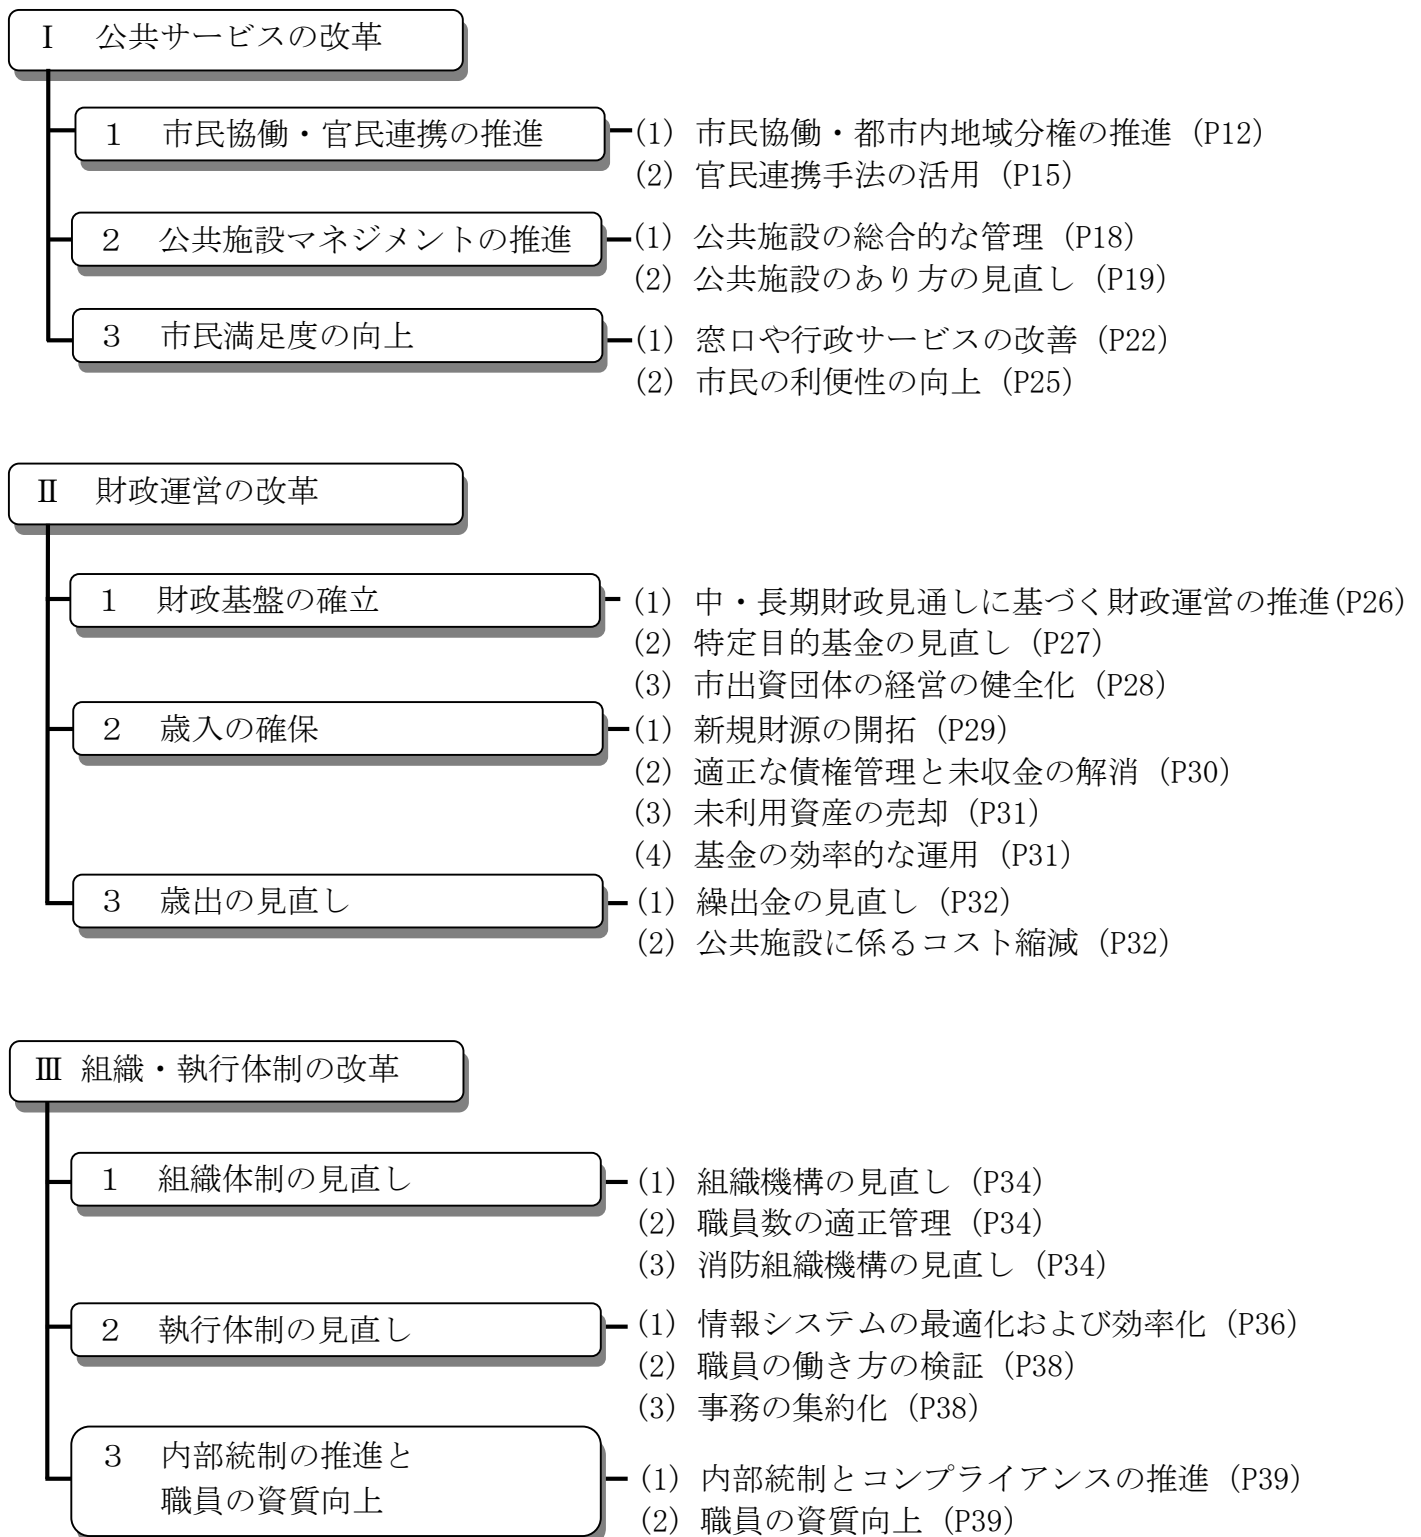 Ⅰ　公共サービスの改革
１　市民協働・官民連携の推進
(1) 市民協働・都市内地域分権の推進 (P12)
(2) 官民連携手法の活用 (P15)
２　公共施設マネジメントの推進
(1) 公共施設の総合的な管理 (P18)
(2) 公共施設のあり方の見直し (P19)
３　市民満足度の向上
(1) 窓口や行政サービスの改善 (P22)
(2) 市民の利便性の向上 (P25)
Ⅱ　財政運営の改革
１　財政基盤の確立
(1) 中・長期財政見通しに基づく財政運営の推進(P26)
(2) 特定目的基金の見直し (P27)
(3) 市出資団体の経営の健全化 (P28)
２　歳入の確保
(1) 新規財源の開拓 (P29)
(2) 適正な債権管理と未収金の解消 (P30)
(3) 未利用資産の売却 (P31)
(4) 基金の効率的な運用 (P31)
３　歳出の見直し
(1) 繰出金の見直し (P32)
(2) 公共施設に係るコスト縮減 (P32)
Ⅲ 組織・執行体制の改革
１　組織体制の見直し
(1) 組織機構の見直し (P34)
(2) 職員数の適正管理 (P34)
(3) 消防組織機構の見直し (P34)
２　執行体制の見直し
(1) 情報システムの最適化および効率化 (P36)
(2) 職員の働き方の検証 (P38)
(3) 事務の集約化 (P38)
３　内部統制の推進と
職員の資質向上
(1) 内部統制とコンプライアンスの推進 (P39)
(2) 職員の資質向上 (P39)